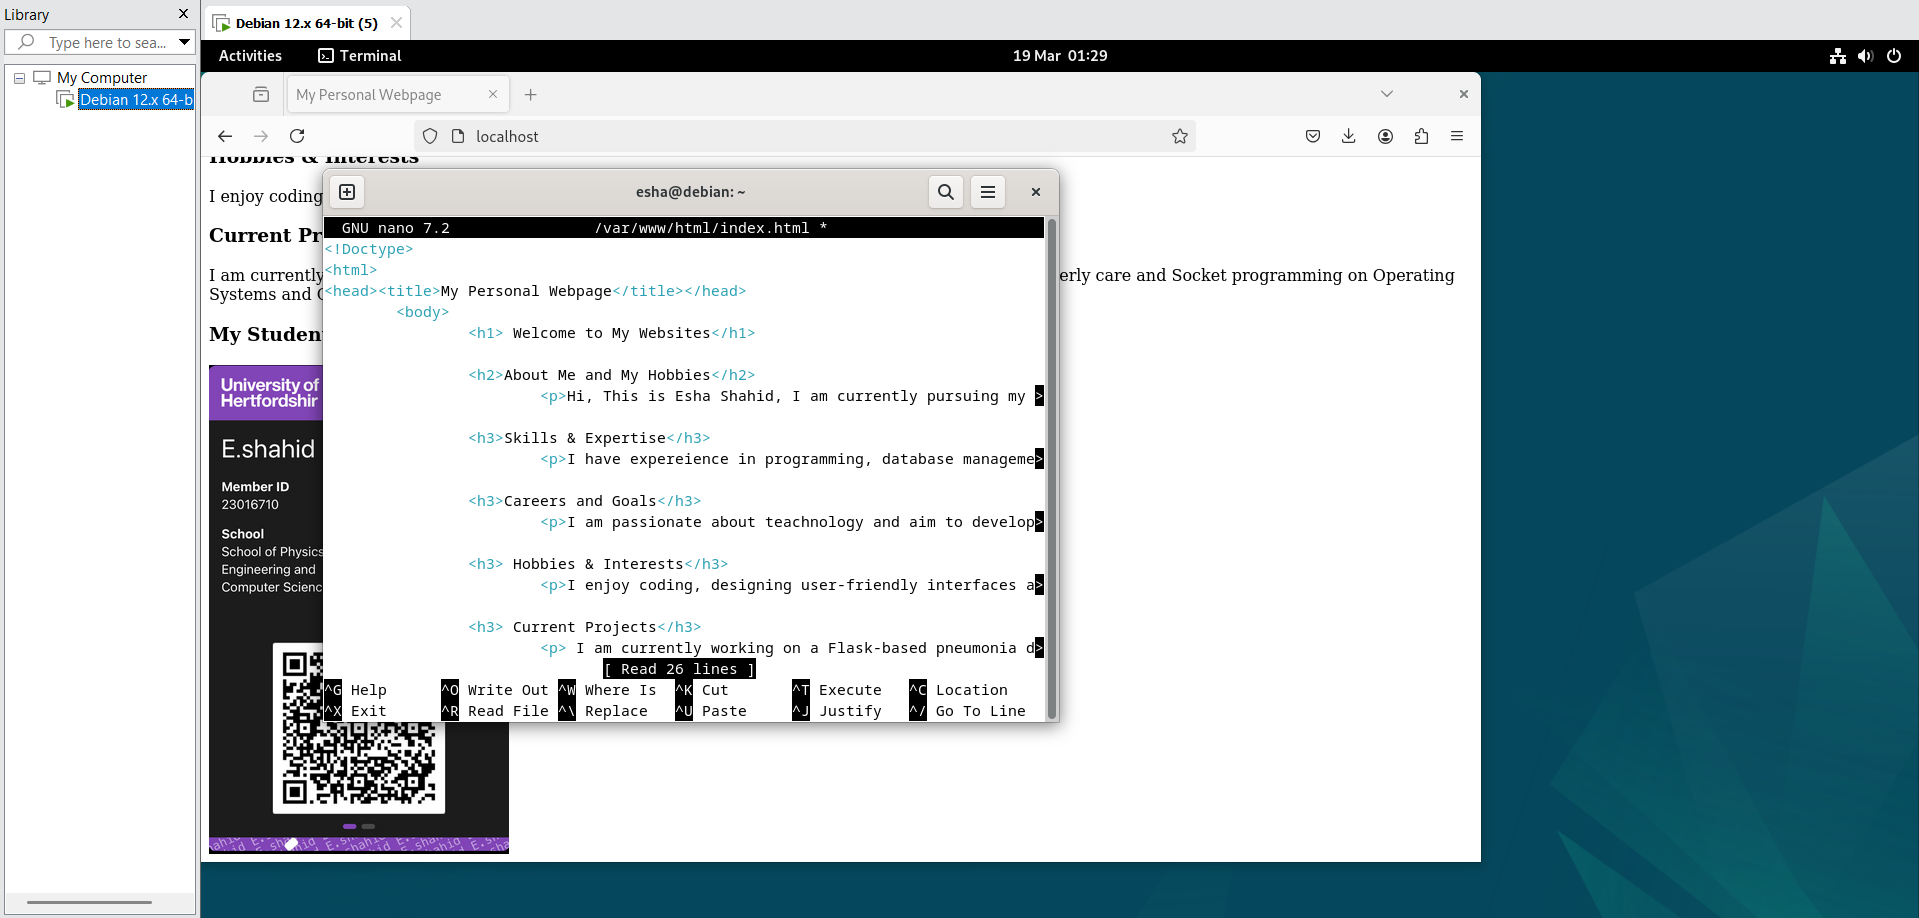 Library
Type here to sea...
My Computer
Debian 12.x 64-b
Debian 12.x 64-bit (5)
Activities
Terminal
19 Mar 01:29
My Personal Webpage
localhost
Hobbies & Interests
I enjoy coding
Current Pr
I am currently
erly care and Socket programming on Operating
Systems and
My Studen
University of
Hertfordshir
E.shahid
Member ID
23016710
School
School of Physics
Engineering and
Computer Scienc
esha@debian: ~
GNU nano 7.2 /var/www/html/index.html *
<!Doctype>
<html>
<head><title>My Personal Webpage</title></head>
<body>
<h1> Welcome to My Websites</h1>
<h2>About Me and My Hobbies</h2>
<p>Hi, This is Esha Shahid, I am currently pursuing my >
<h3>Skills & Expertise</h3>
<p>I have expereience in programming, database manageme>
<h3>Careers and Goals</h3>
<p>I am passionate about teachnology and aim to develop>
<h3> Hobbies & Interests</h3>
<p>I enjoy coding, designing user-friendly interfaces a>
<h3> Current Projects</h3>
<p> I am currently working on a Flask-based pneumonia d>
[ Read 26 lines ]
^G Help ^O Write Out ^W Where Is ^K Cut ^T Execute ^C Location
^X Exit ^R Read File ^\ Replace ^U Paste ^J Justify ^/ Go To Line
hahid E.shahid E.shahid E.shahid E.sha